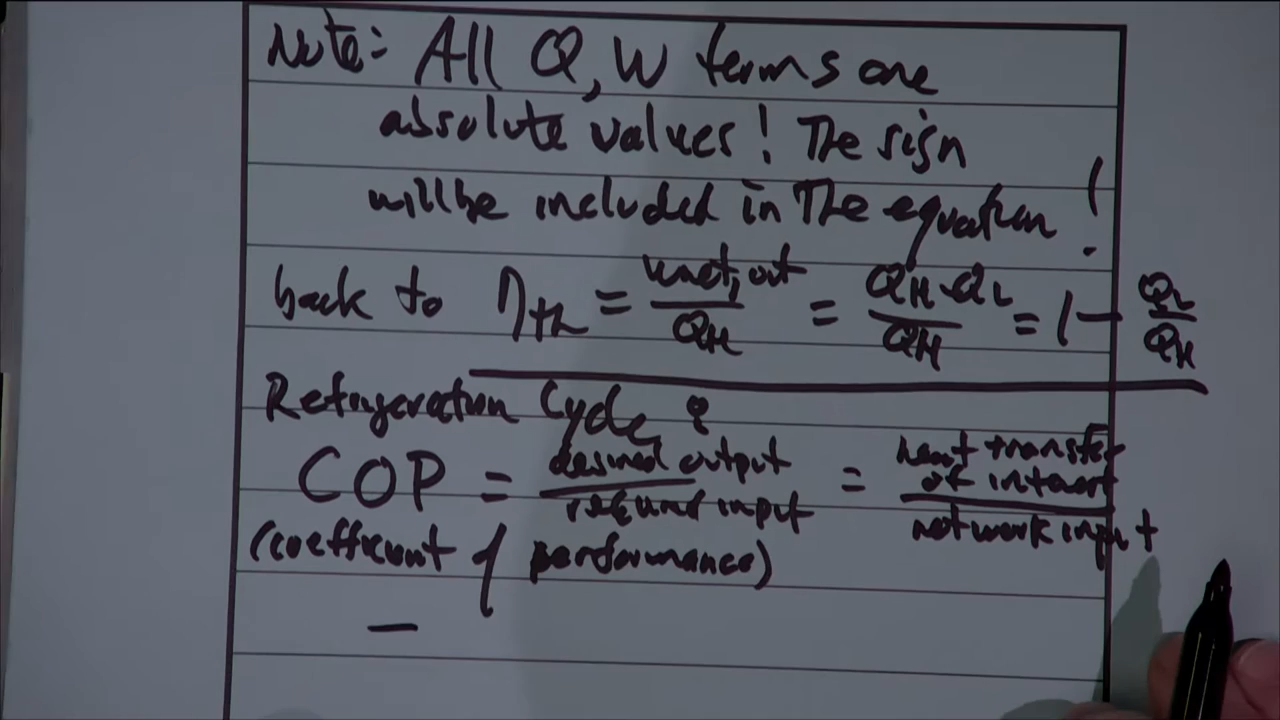 Note: All Q, W terms are
absolute values! The sign
will be included in The equation!
back to η_th = Wnet,out / QH = QH - QL / QH = 1 - QL / QH
Refrigeration Cycle:
COP = desired output / required input = heat transfer of interest / net work input
(coefficient of performance)
—